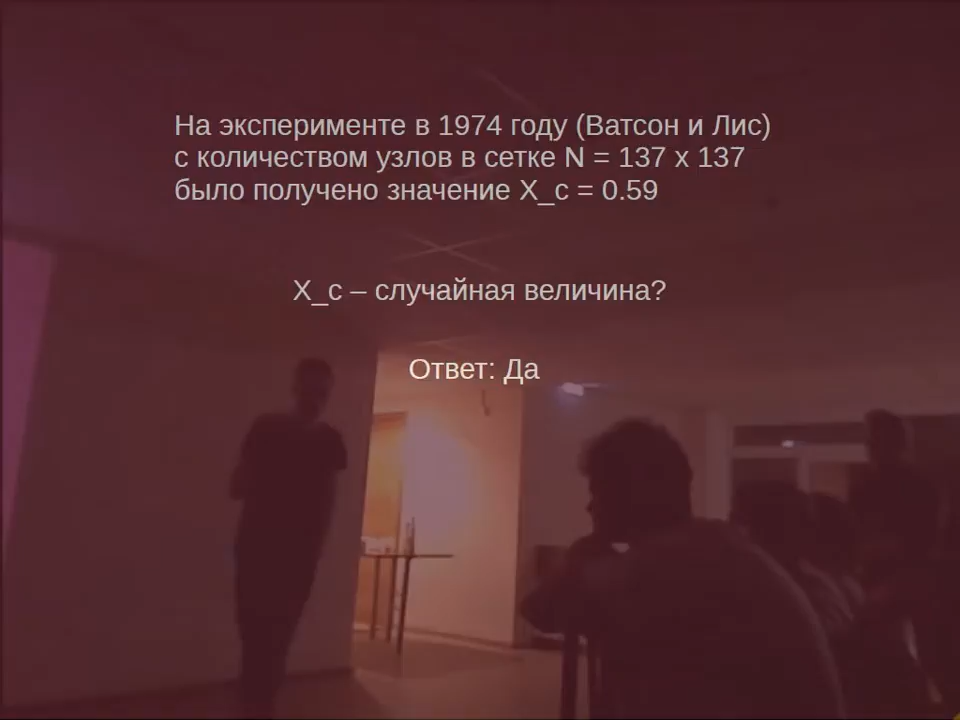 На эксперименте в 1974 году (Ватсон и Лис)
с количеством узлов в сетке N = 137 x 137
было получено значение X_c = 0.59
X_c – случайная величина?
Ответ: Да